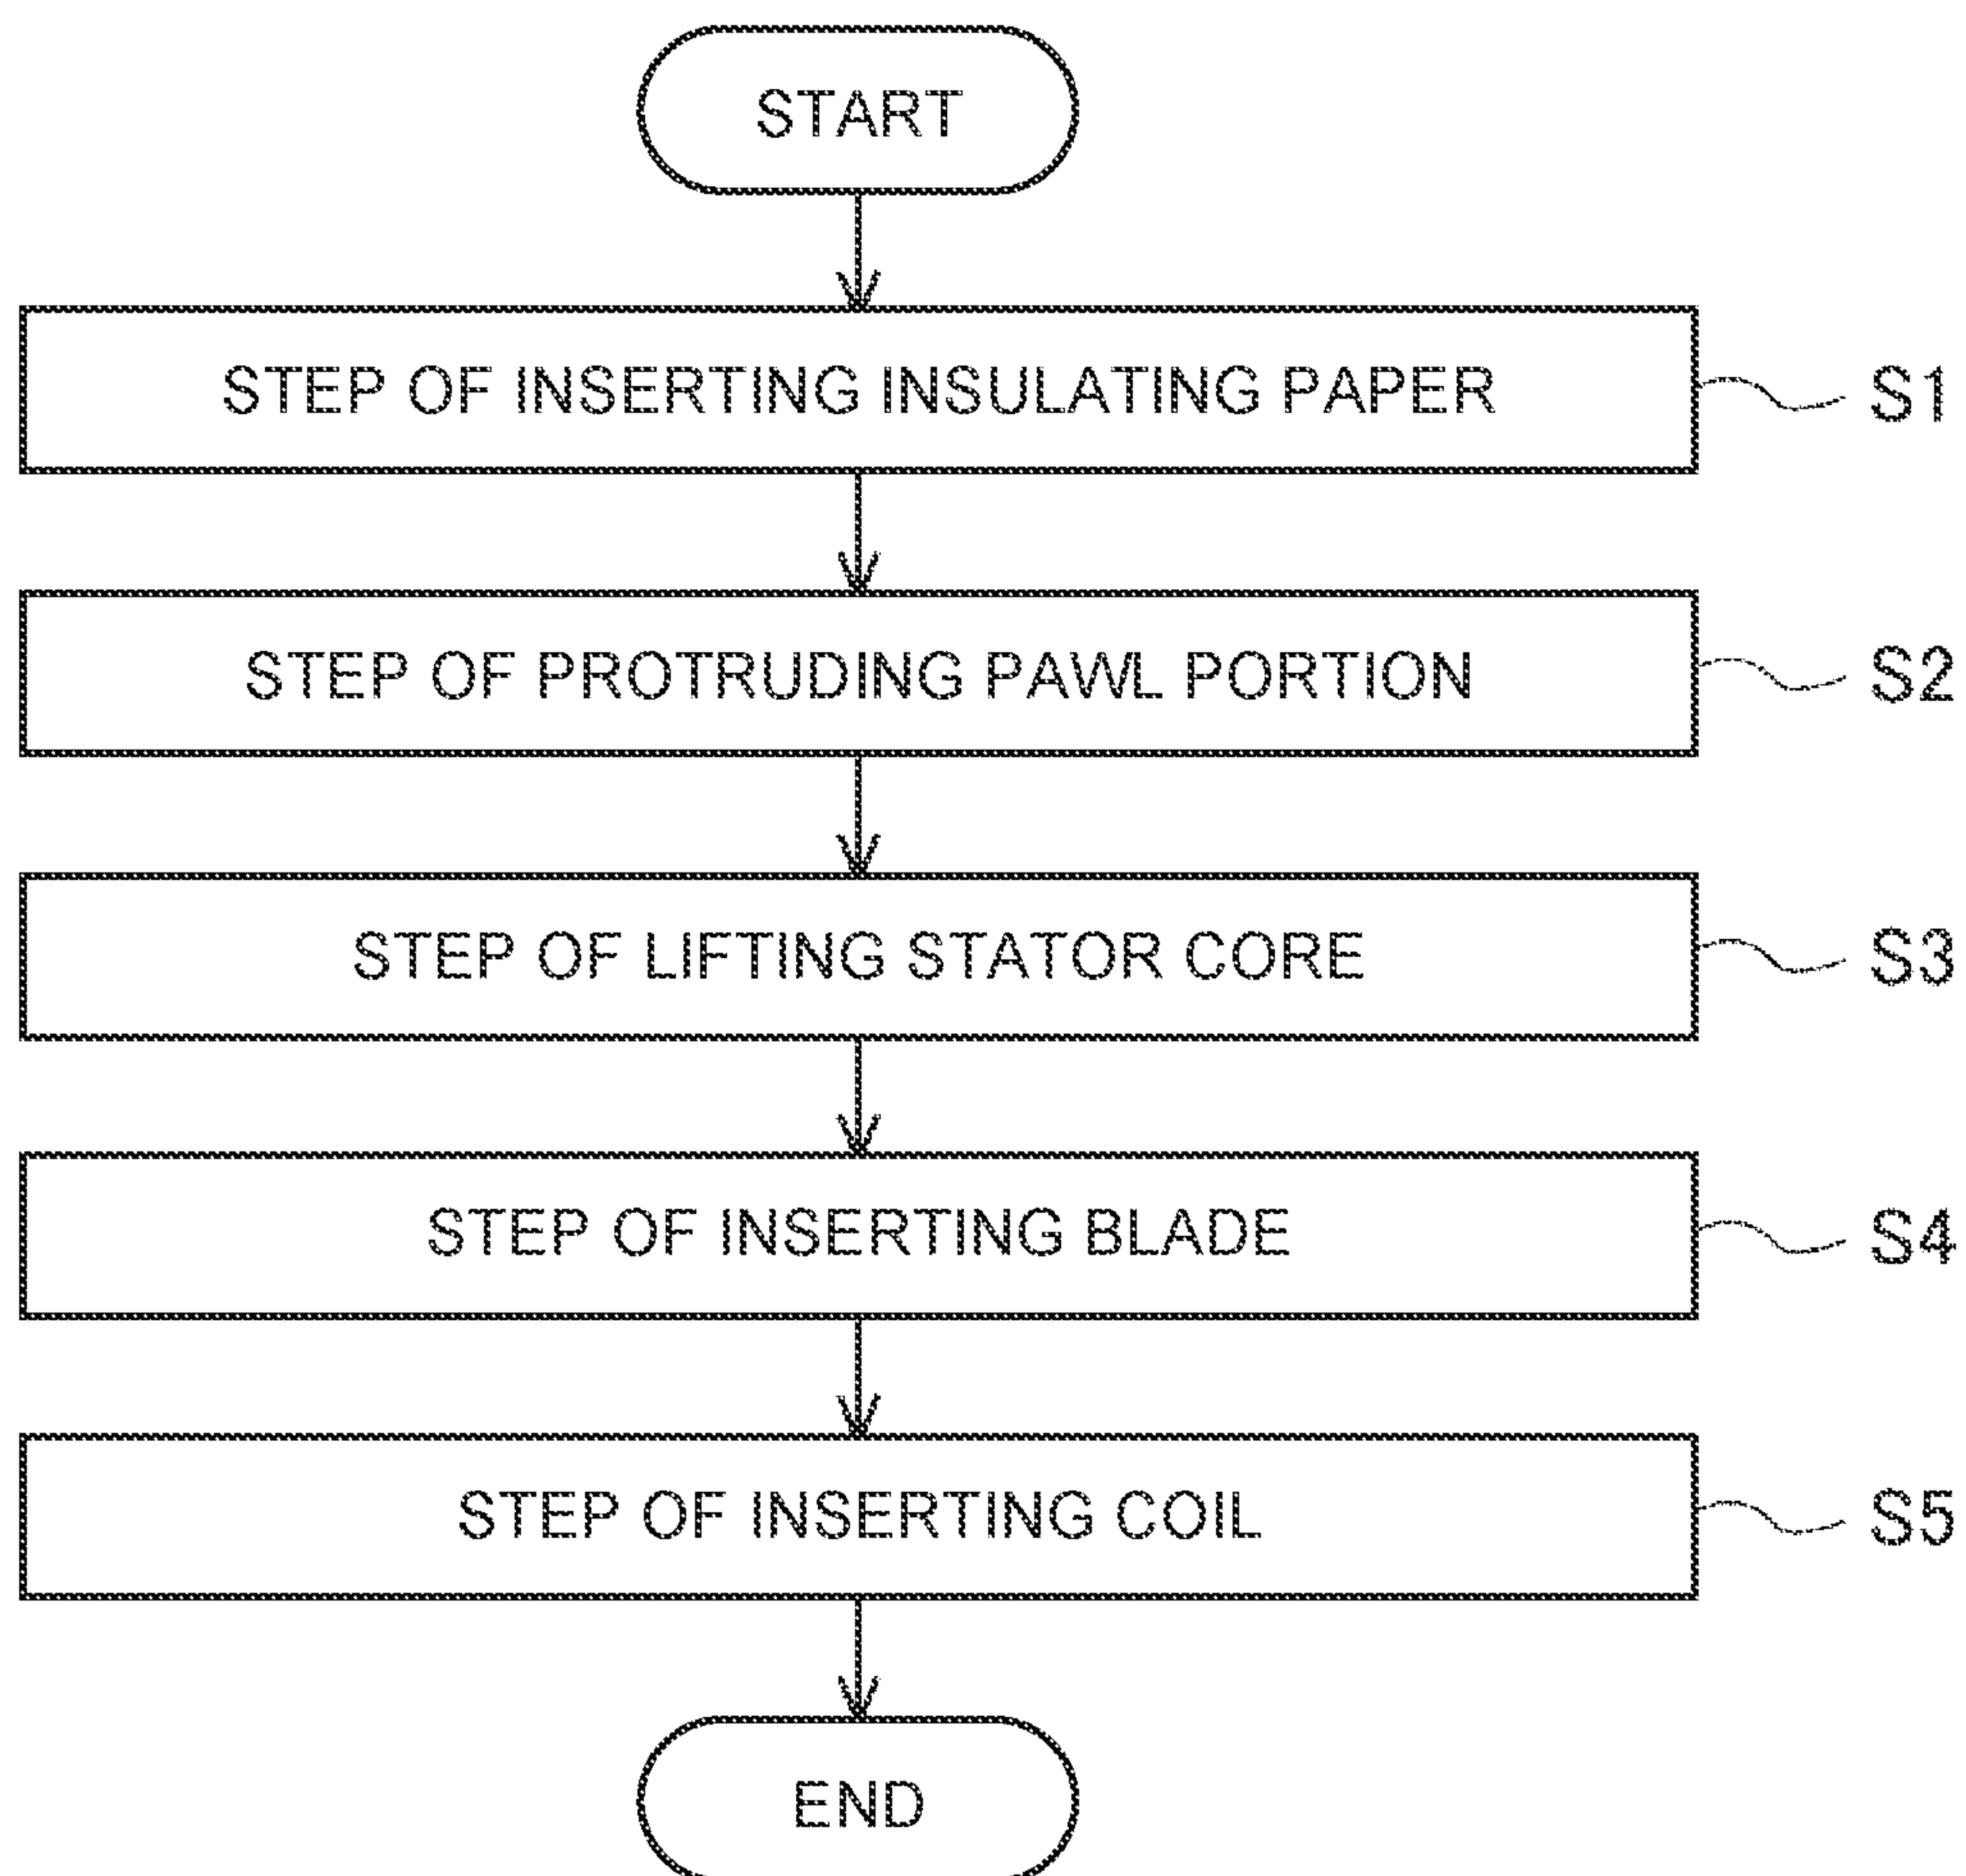 START
STEP OF INSERTING INSULATING PAPER S1
STEP OF PROTRUDING PAWL PORTION S2
STEP OF LIFTING STATOR CORE S3
STEP OF INSERTING BLADE S4
STEP OF INSERTING COIL S5
END